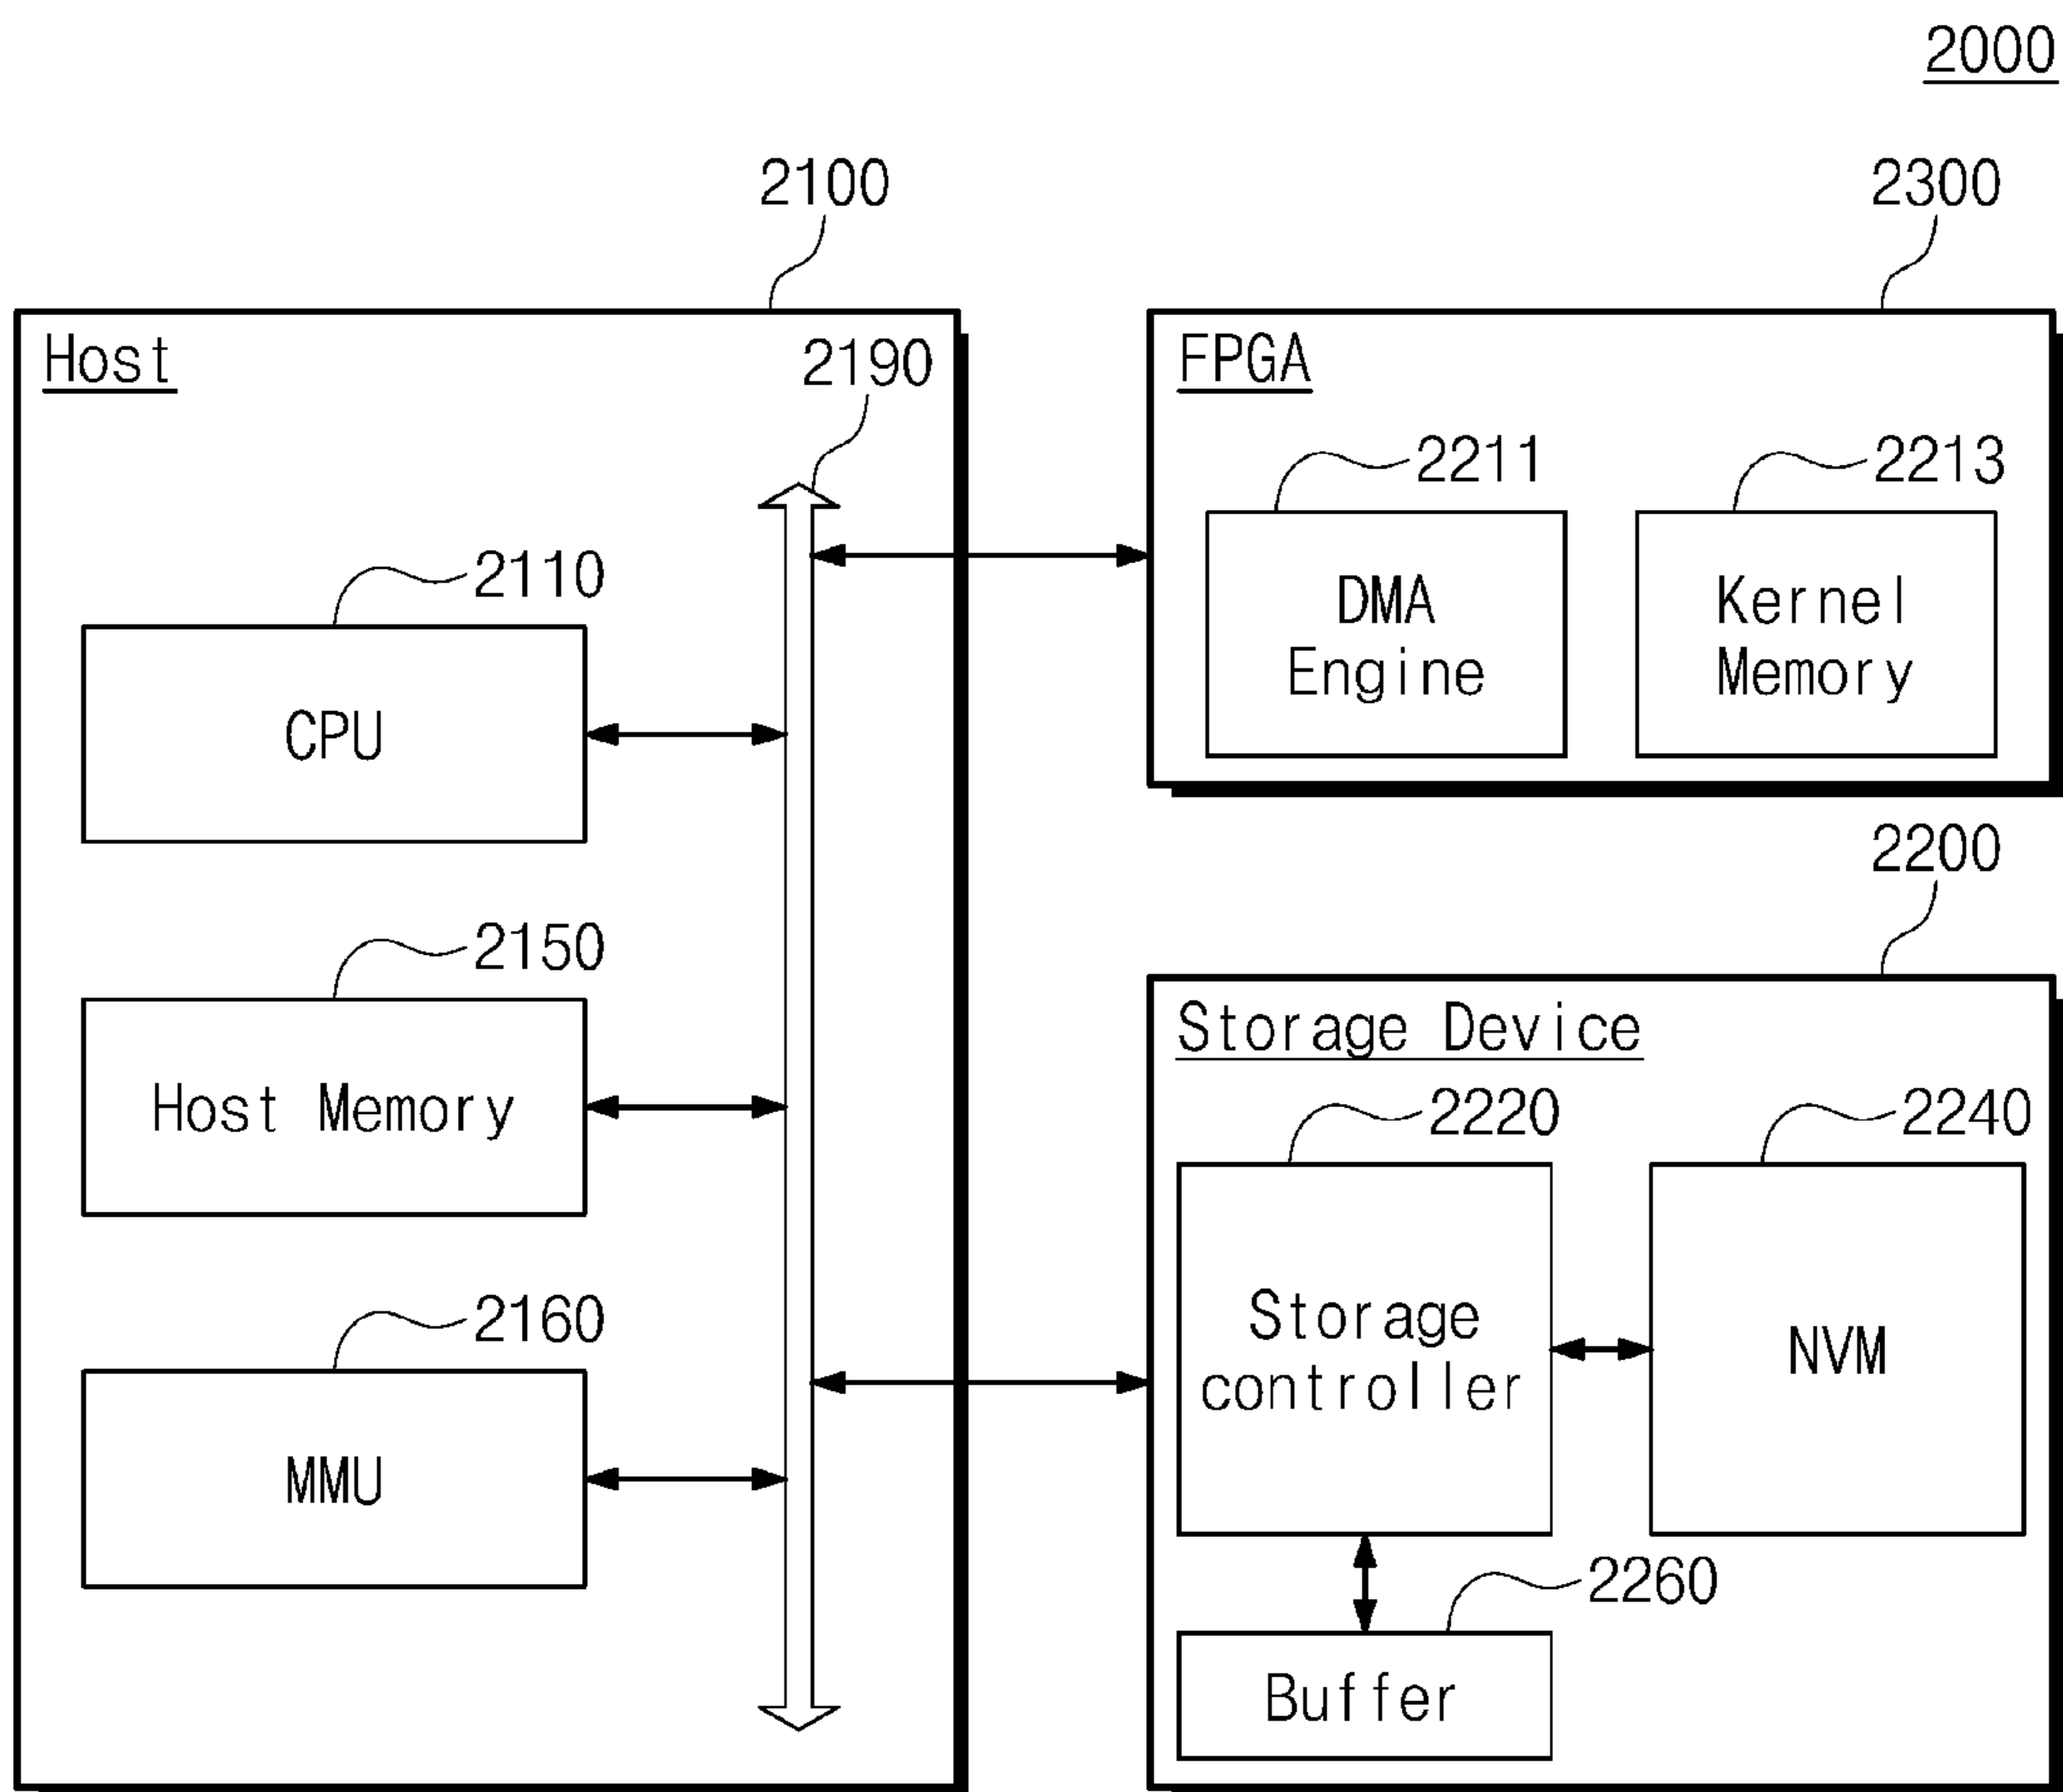 2000
2100
2300
Host
2190
FPGA
2211
2213
2110
DMA
Engine
Kernel
Memory
CPU
2200
2150
Storage Device
Host Memory
2220
2240
2160
Storage
controller
NVM
MMU
2260
Buffer